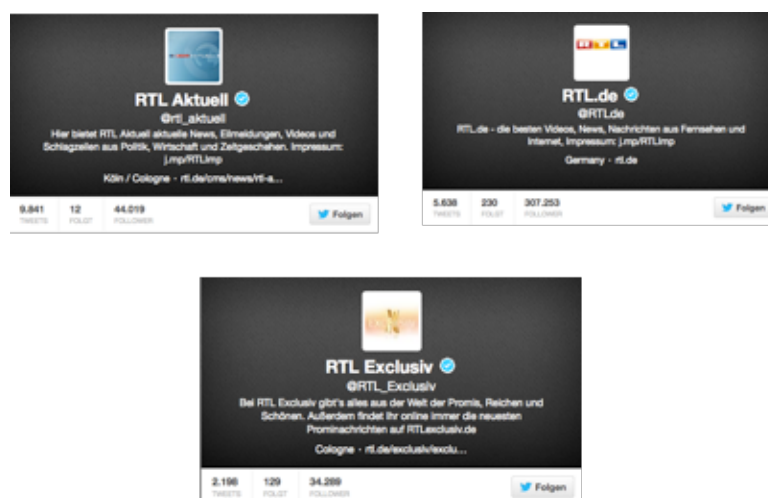 RTL Aktuell
@rtl_aktuell
Hier bietet RTL Aktuell aktuelle News, Eilmeldungen, Videos und
Schlagzeilen aus Politik, Wirtschaft und Zeitgeschehen. Impressum:
j.mp/RTLimp
Köln / Cologne · rtl.de/cms/news/rtl-a...
9.841 12 44.019
TWEETS FOLGT FOLLOWER
Folgen
RTL
RTL.de
@RTLde
RTL.de - die besten Videos, News, Nachrichten aus Fernsehen und
Internet, Impressum: j.mp/RTLimp
Germany · rtl.de
5.638 230 307.253
TWEETS FOLGT FOLLOWER
Folgen
RTL Exclusiv
@RTL_Exclusiv
Bei RTL Exclusiv gibt's alles aus der Welt der Promis, Reichen und
Schönen. Außerdem findet ihr online immer die neuesten
Prominachrichten auf RTLexclusiv.de
Cologne · rtl.de/exclusiv/exclu...
2.198 129 34.289
TWEETS FOLGT FOLLOWER
Folgen